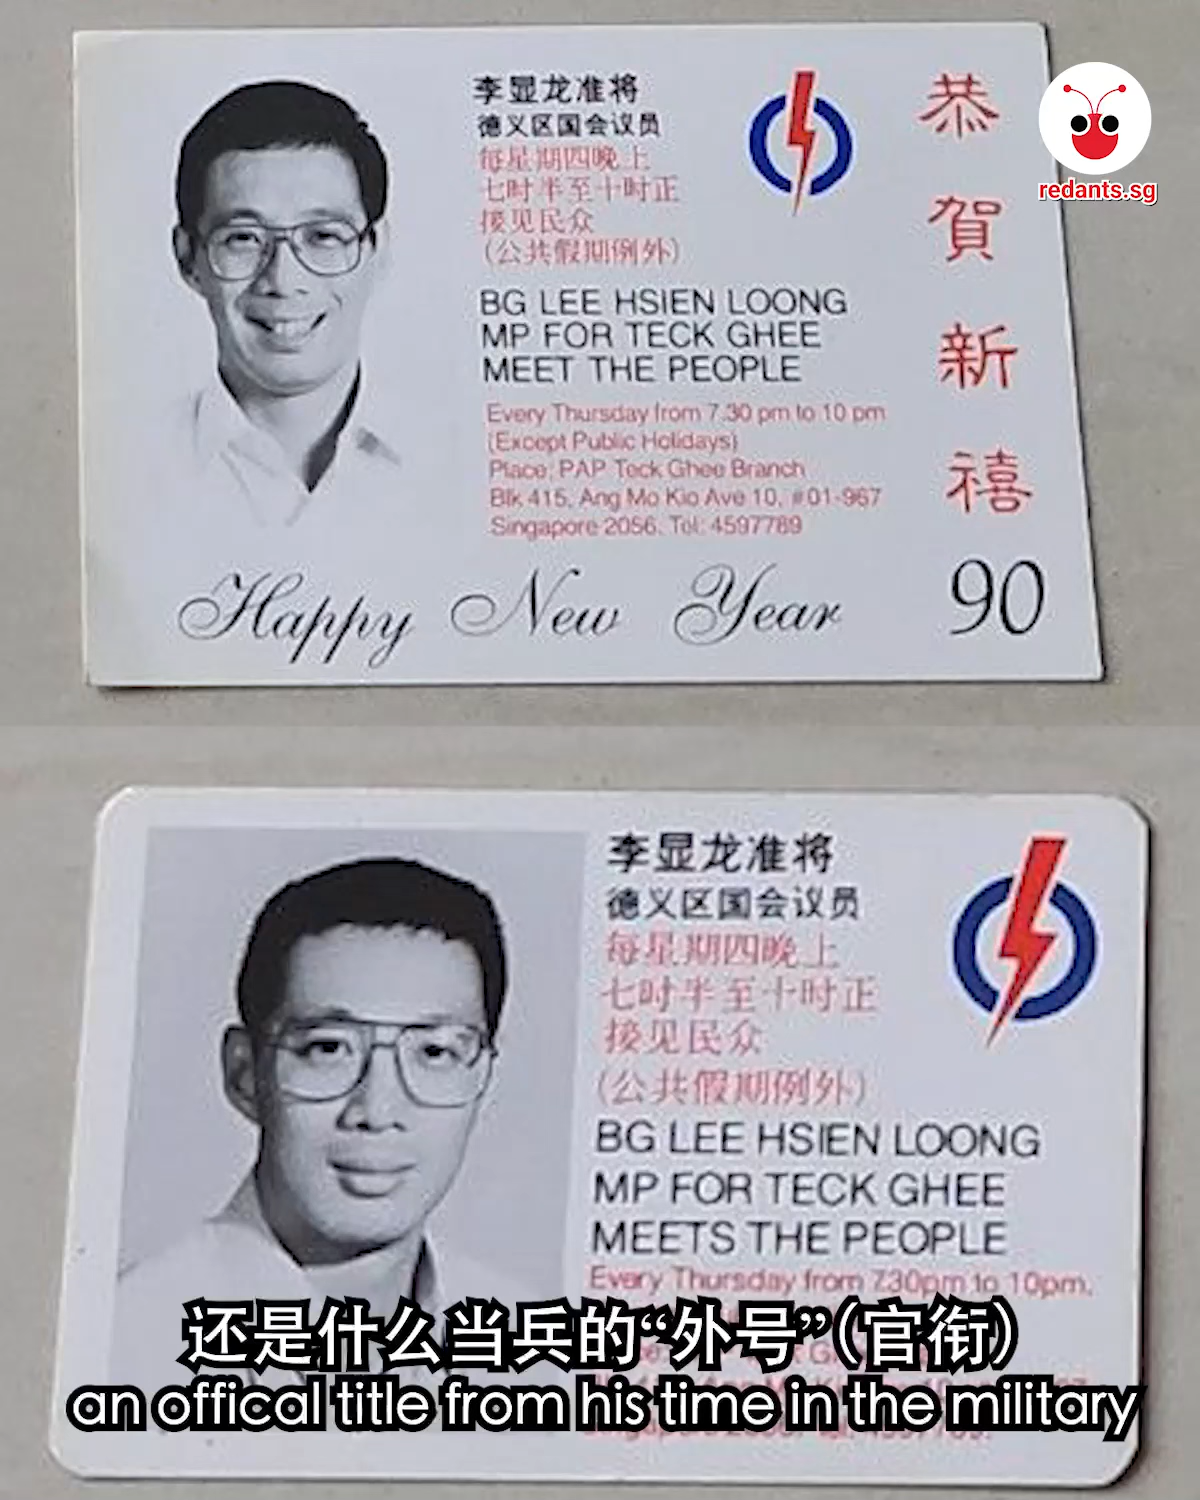 李显龙准将
德义区国会议员
每星期四晚上
七时半至十时正
接见民众
(公共假期例外)
BG LEE HSIEN LOONG
MP FOR TECK GHEE
MEET THE PEOPLE
Every Thursday from 7.30 pm to 10 pm
(Except Public Holidays)
Place: PAP Teck Ghee Branch
Blk 415, Ang Mo Kio Ave 10, #01-967
Singapore 2056. Tel: 4597789
恭賀新禧
Happy New Year 90
redants.sg
李显龙准将
德义区国会议员
每星期四晚上
七时半至十时正
接见民众
(公共假期例外)
BG LEE HSIEN LOONG
MP FOR TECK GHEE
MEETS THE PEOPLE
Every Thursday from 7.30pm to 10pm.
还是什么当兵的“外号”(官衔)
an offical title from his time in the military